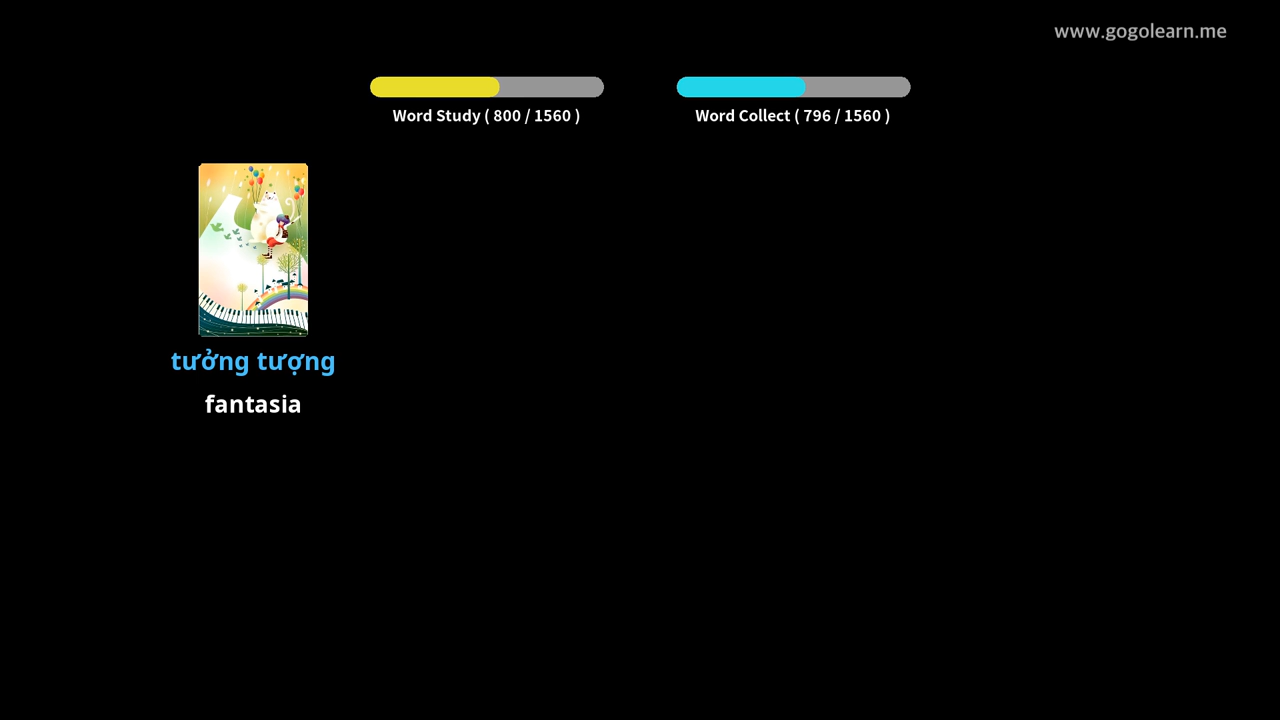 www.gogolearn.me
Word Study ( 800 / 1560 )
Word Collect ( 796 / 1560 )
tưởng tượng
fantasia